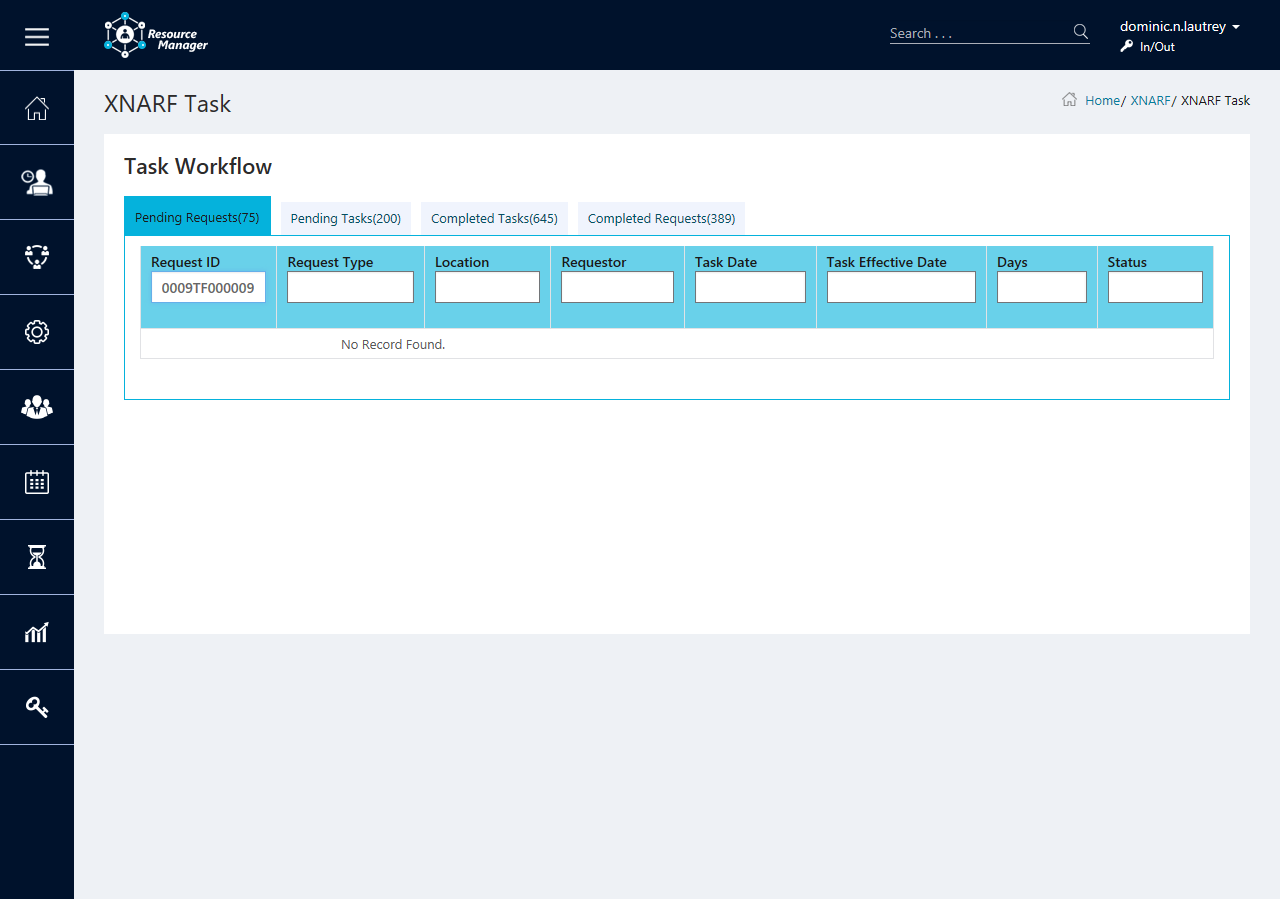 Resource
Manager
Search . . .
dominic.n.lautrey
In/Out
XNARF Task
Home/ XNARF/ XNARF Task
Task Workflow
Pending Requests(75) Pending Tasks(200) Completed Tasks(645) Completed Requests(389)
Request ID Request Type Location Requestor Task Date Task Effective Date Days Status
0009TF000009
No Record Found.